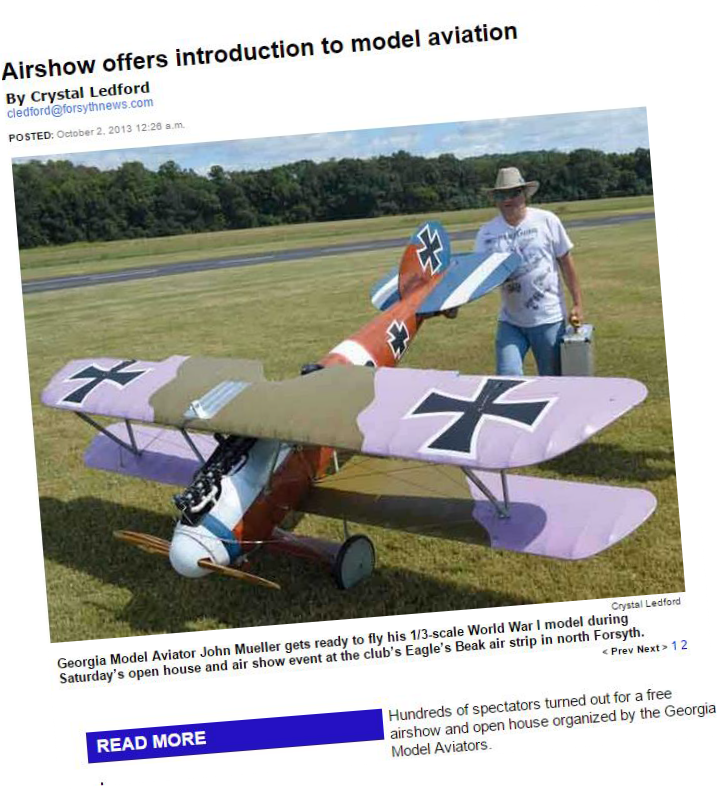 Airshow offers introduction to model aviation
By Crystal Ledford
cledford@forsythnews.com
POSTED: October 2, 2013 12:26 a.m.
Crystal Ledford
Georgia Model Aviator John Mueller gets ready to fly his 1/3-scale World War I model during
Saturday's open house and air show event at the club's Eagle's Beak air strip in north Forsyth.
< Prev Next > 1 2
READ MORE
Hundreds of spectators turned out for a free
airshow and open house organized by the Georgia
Model Aviators.